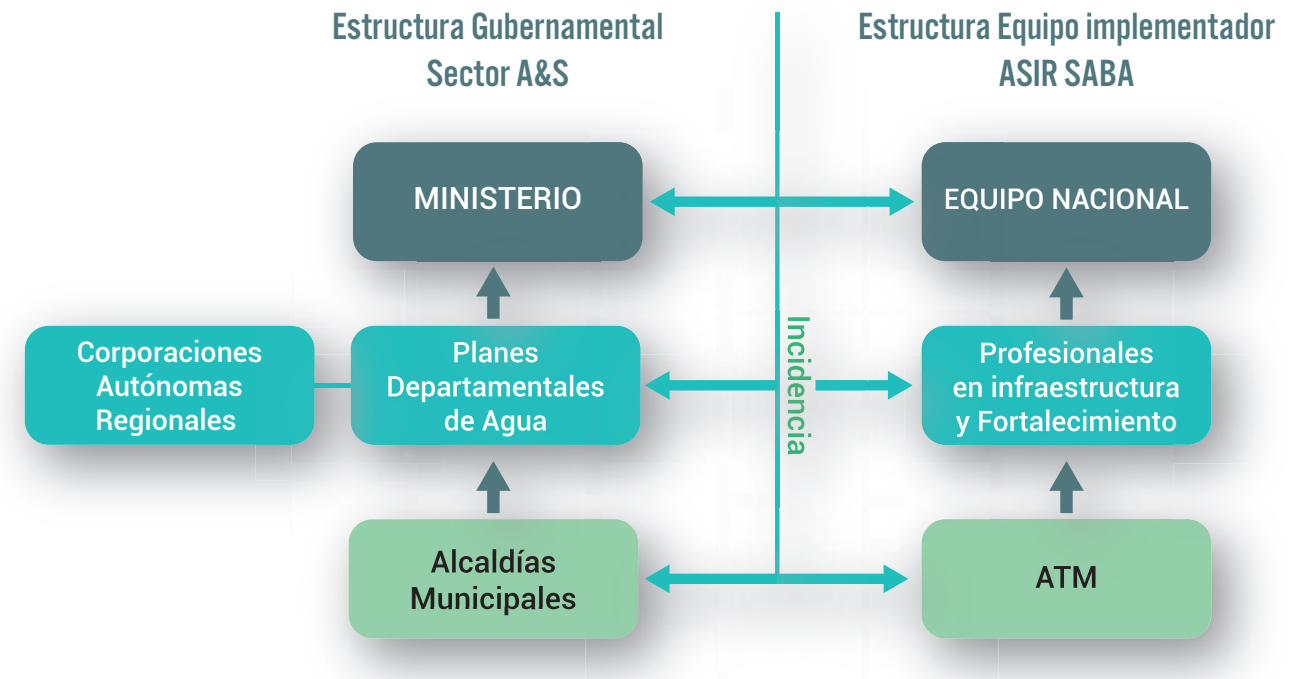 Estructura Gubernamental
Sector A&S
Estructura Equipo implementador
ASIR SABA
MINISTERIO
EQUIPO NACIONAL
Corporaciones
Autónomas
Regionales
Planes
Departamentales
de Agua
Incidencia
Profesionales
en infraestructura
y Fortalecimiento
Alcaldías
Municipales
ATM